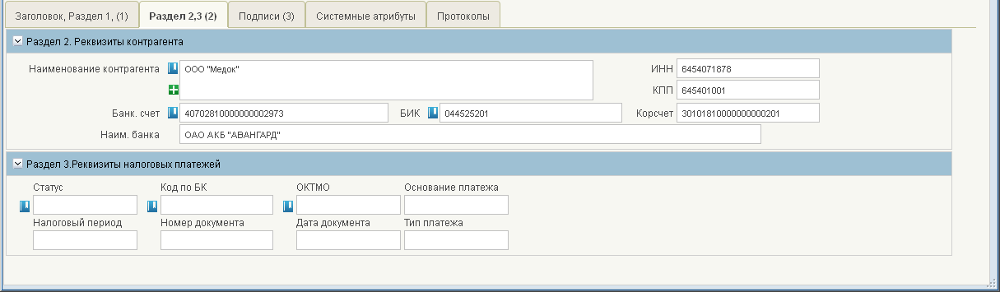 Заголовок, Раздел 1, (1) Раздел 2,3 (2) Подписи (3) Системные атрибуты Протоколы
Раздел 2. Реквизиты контрагента
Наименование контрагента ООО "Медок" ИНН 6454071878
КПП 645401001
Банк. счет 40702810000000002973 БИК 044525201 Корсчет 30101810000000000201
Наим. банка ОАО АКБ "АВАНГАРД"
Раздел 3.Реквизиты налоговых платежей
Статус Код по БК ОКТМО Основание платежа
Налоговый период Номер документа Дата документа Тип платежа